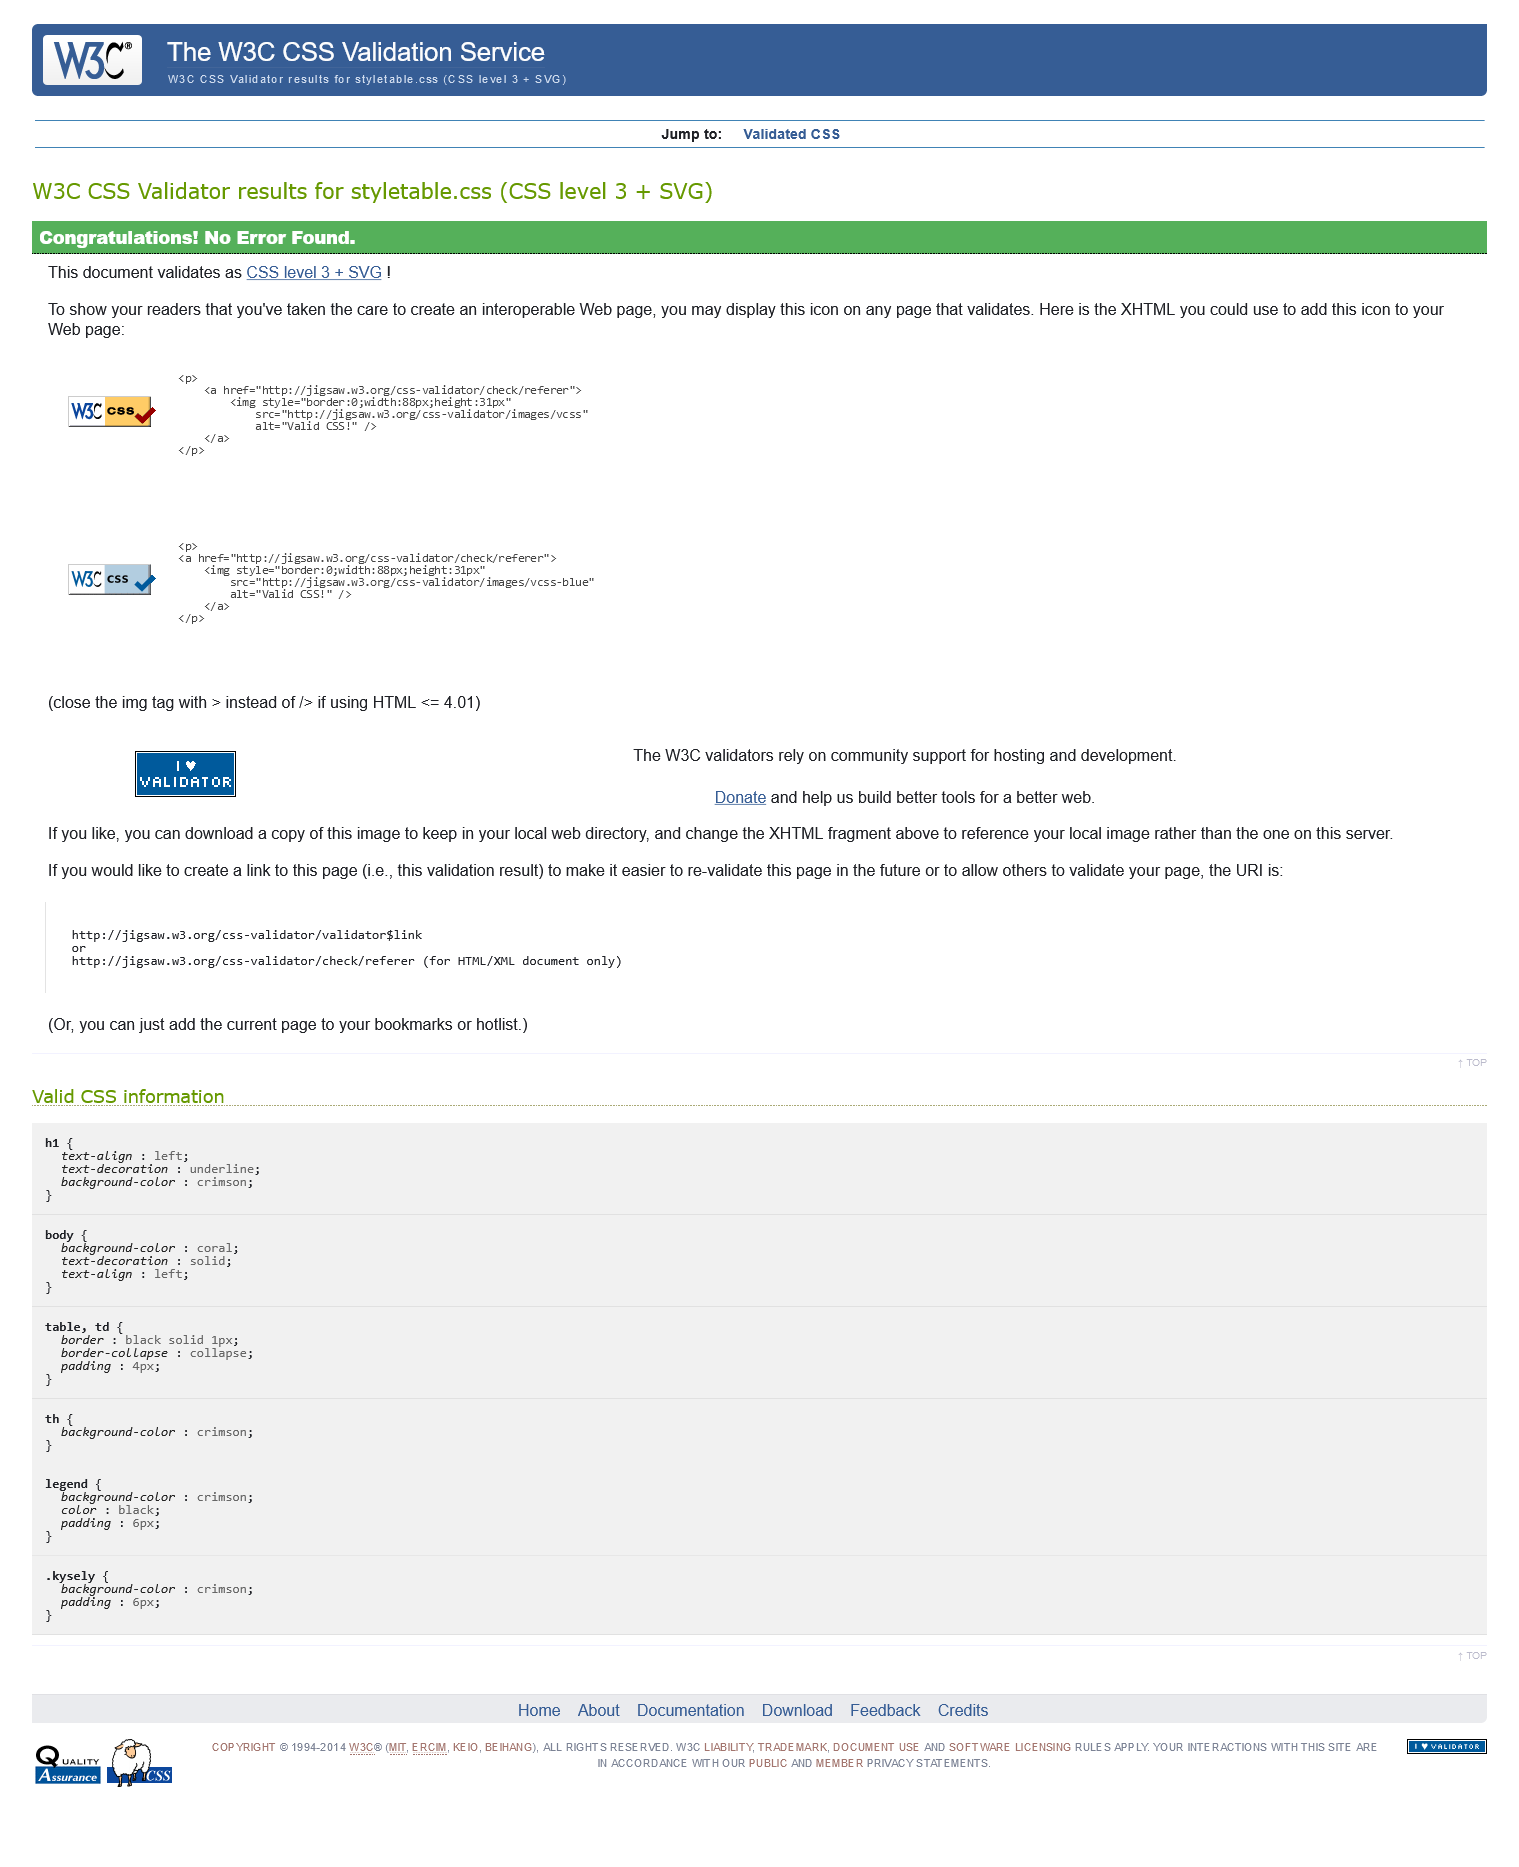 W3C®
The W3C CSS Validation Service
W3C CSS Validator results for styletable.css (CSS level 3 + SVG)
Jump to: Validated CSS
W3C CSS Validator results for styletable.css (CSS level 3 + SVG)
Congratulations! No Error Found.
This document validates as CSS level 3 + SVG !
To show your readers that you've taken the care to create an interoperable Web page, you may display this icon on any page that validates. Here is the XHTML you could use to add this icon to your
Web page:
W3C css
<p>
<a href="http://jigsaw.w3.org/css-validator/check/referer">
<img style="border:0;width:88px;height:31px"
src="http://jigsaw.w3.org/css-validator/images/vcss"
alt="Valid CSS!" />
</a>
</p>
W3C css
<p>
<a href="http://jigsaw.w3.org/css-validator/check/referer">
<img style="border:0;width:88px;height:31px"
src="http://jigsaw.w3.org/css-validator/images/vcss-blue"
alt="Valid CSS!" />
</a>
</p>
(close the img tag with > instead of /> if using HTML <= 4.01)
I ♥
VALIDATOR
The W3C validators rely on community support for hosting and development.
Donate and help us build better tools for a better web.
If you like, you can download a copy of this image to keep in your local web directory, and change the XHTML fragment above to reference your local image rather than the one on this server.
If you would like to create a link to this page (i.e., this validation result) to make it easier to re-validate this page in the future or to allow others to validate your page, the URI is:
http://jigsaw.w3.org/css-validator/validator$link
or
http://jigsaw.w3.org/css-validator/check/referer (for HTML/XML document only)
(Or, you can just add the current page to your bookmarks or hotlist.)
↑ TOP
Valid CSS information
h1 {
text-align : left;
text-decoration : underline;
background-color : crimson;
}
body {
background-color : coral;
text-decoration : solid;
text-align : left;
}
table, td {
border : black solid 1px;
border-collapse : collapse;
padding : 4px;
}
th {
background-color : crimson;
}
legend {
background-color : crimson;
color : black;
padding : 6px;
}
.kysely {
background-color : crimson;
padding : 6px;
}
↑ TOP
Home About Documentation Download Feedback Credits
QUALITY
Assurance
CSS
COPYRIGHT © 1994-2014 W3C® (MIT, ERCIM, KEIO, BEIHANG), ALL RIGHTS RESERVED. W3C LIABILITY, TRADEMARK, DOCUMENT USE AND SOFTWARE LICENSING RULES APPLY. YOUR INTERACTIONS WITH THIS SITE ARE
IN ACCORDANCE WITH OUR PUBLIC AND MEMBER PRIVACY STATEMENTS.
I ♥ VALIDATOR